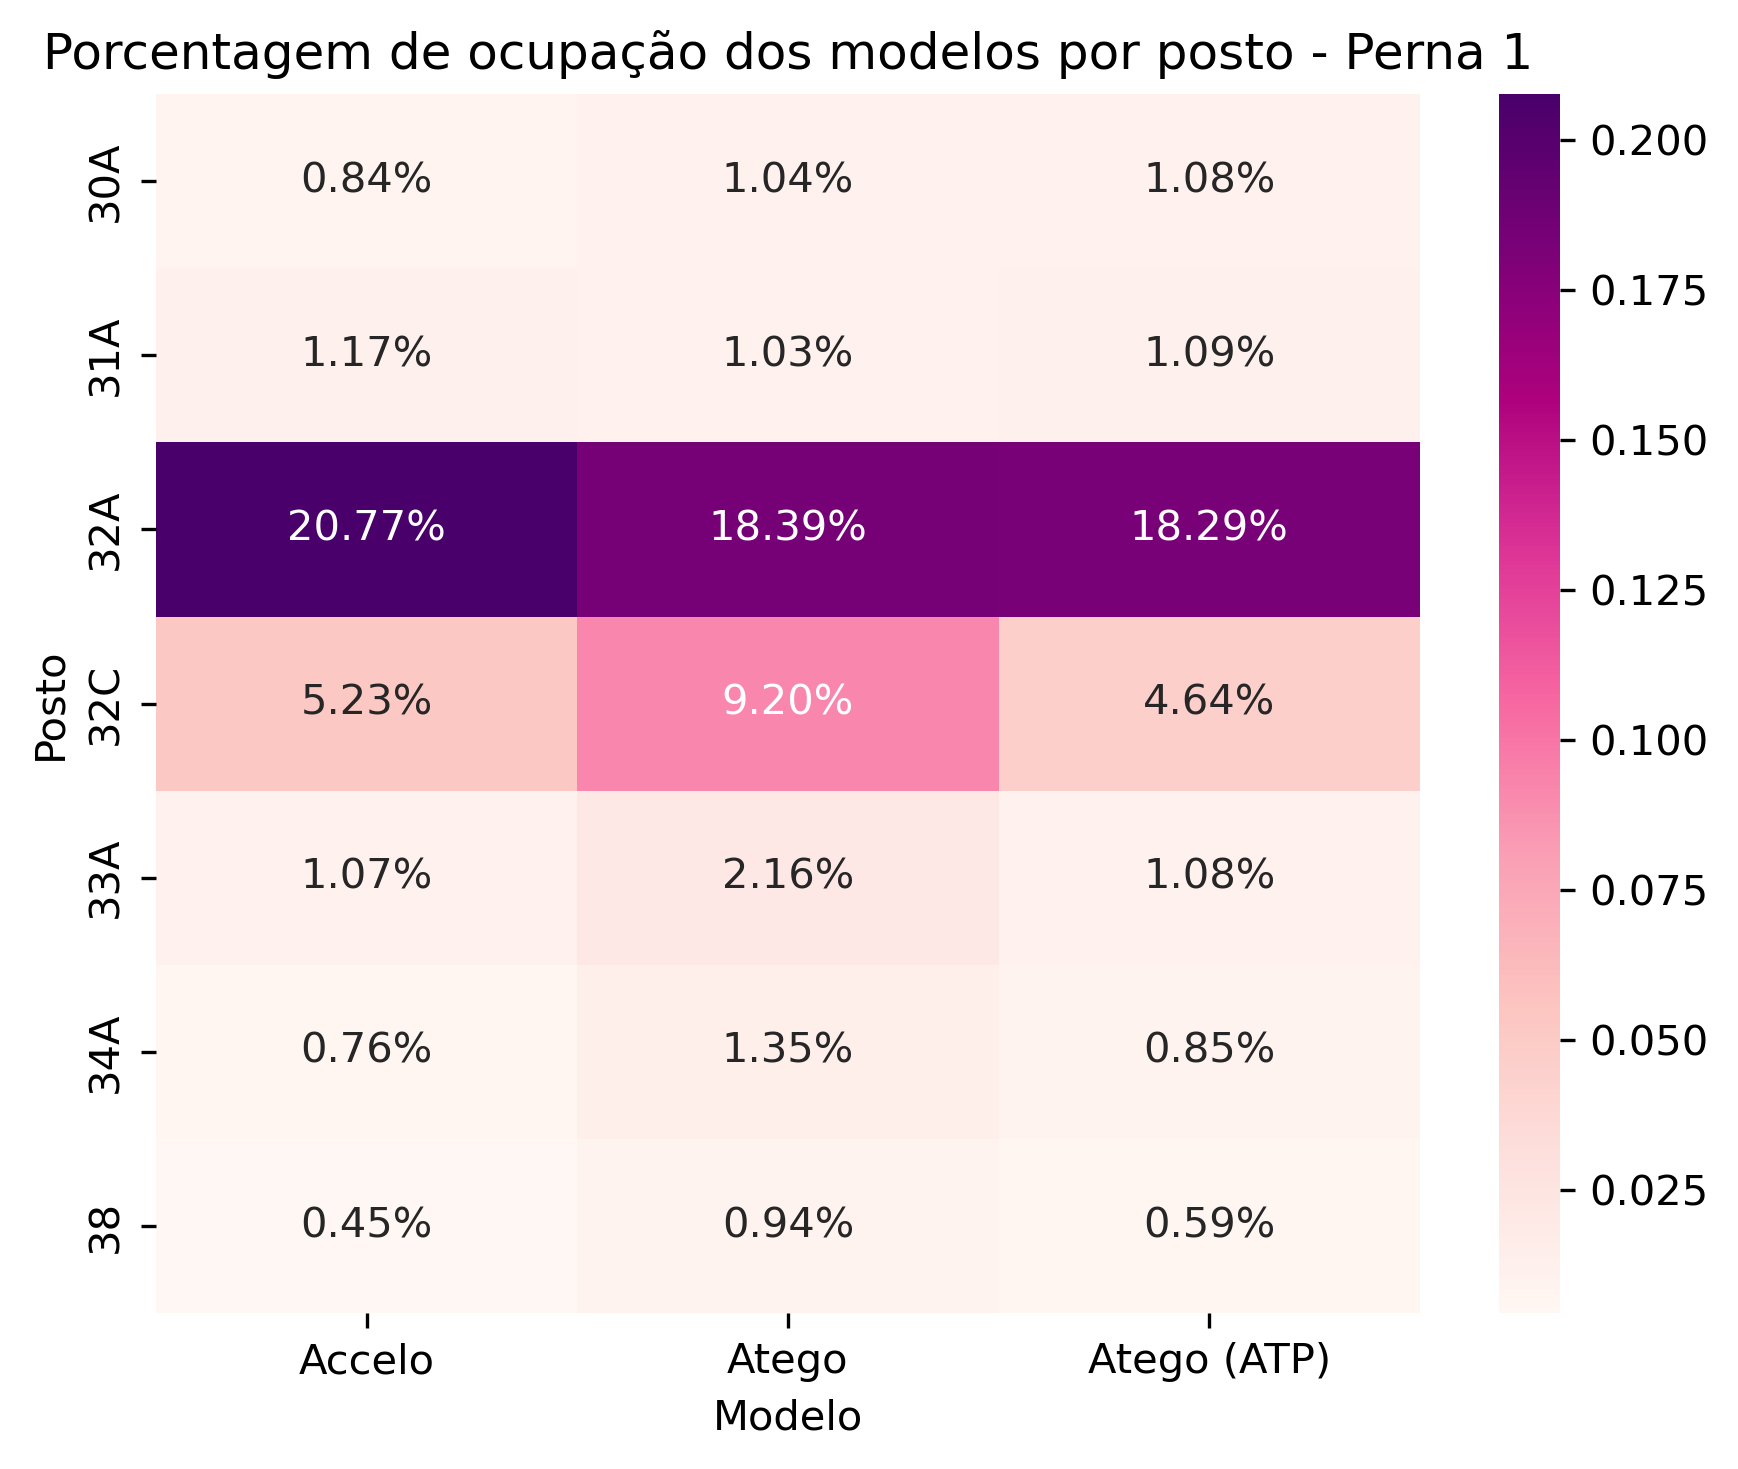 Porcentagem de ocupação dos modelos por posto - Perna 1
Posto
30A 0.84% 1.04% 1.08%
31A 1.17% 1.03% 1.09%
32A 20.77% 18.39% 18.29%
32C 5.23% 9.20% 4.64%
33A 1.07% 2.16% 1.08%
34A 0.76% 1.35% 0.85%
38 0.45% 0.94% 0.59%
Accelo Atego Atego (ATP)
Modelo
0.200
0.175
0.150
0.125
0.100
0.075
0.050
0.025